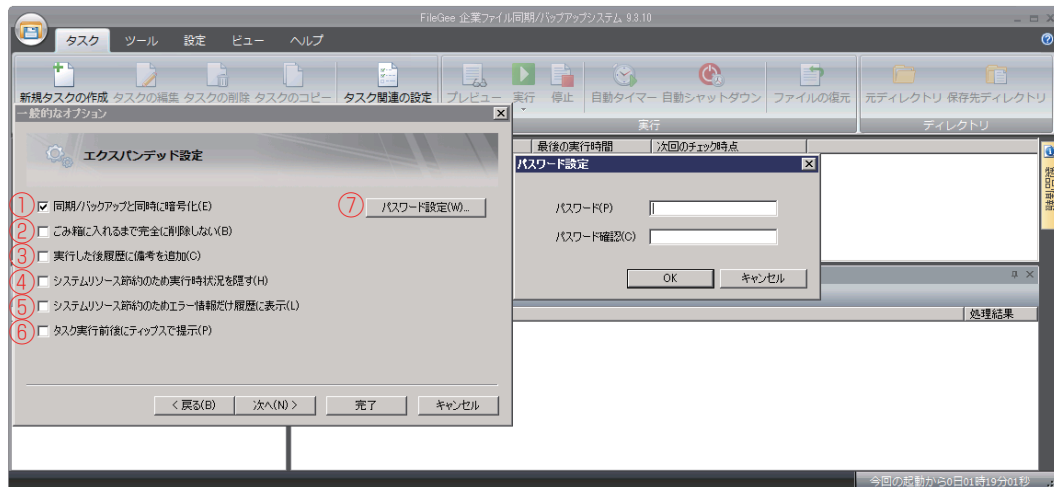 FileGee 企業ファイル同期/バップアップシステム 9.3.10
タスク ツール 設定 ビュー ヘルプ
新規タスクの作成 タスクの編集 タスクの削除 タスクのコピー タスク関連の設定 プレビュー 実行 停止 自動タイマー 自動シャットダウン ファイルの復元 元ディレクトリ 保存先ディレクトリ
実行 ディレクトリ
一般的なオプション
エクスパンデッド設定
① 同期/バックアップと同時に暗号化(E)
⑦ パスワード設定(W)...
② ごみ箱に入れるまで完全に削除しない(B)
③ 実行した後履歴に備考を追加(C)
④ システムリソース節約のため実行時状況を隠す(H)
⑤ システムリソース節約のためエラー情報だけ履歴に表示(L)
⑥ タスク実行前後にティップスで提示(P)
< 戻る(B) 次へ(N) > 完了 キャンセル
最後の実行時間 次回のチェック時点
パスワード設定
パスワード(P)
パスワード確認(C)
OK キャンセル
処理結果
今回の起動から0日01時19分01秒